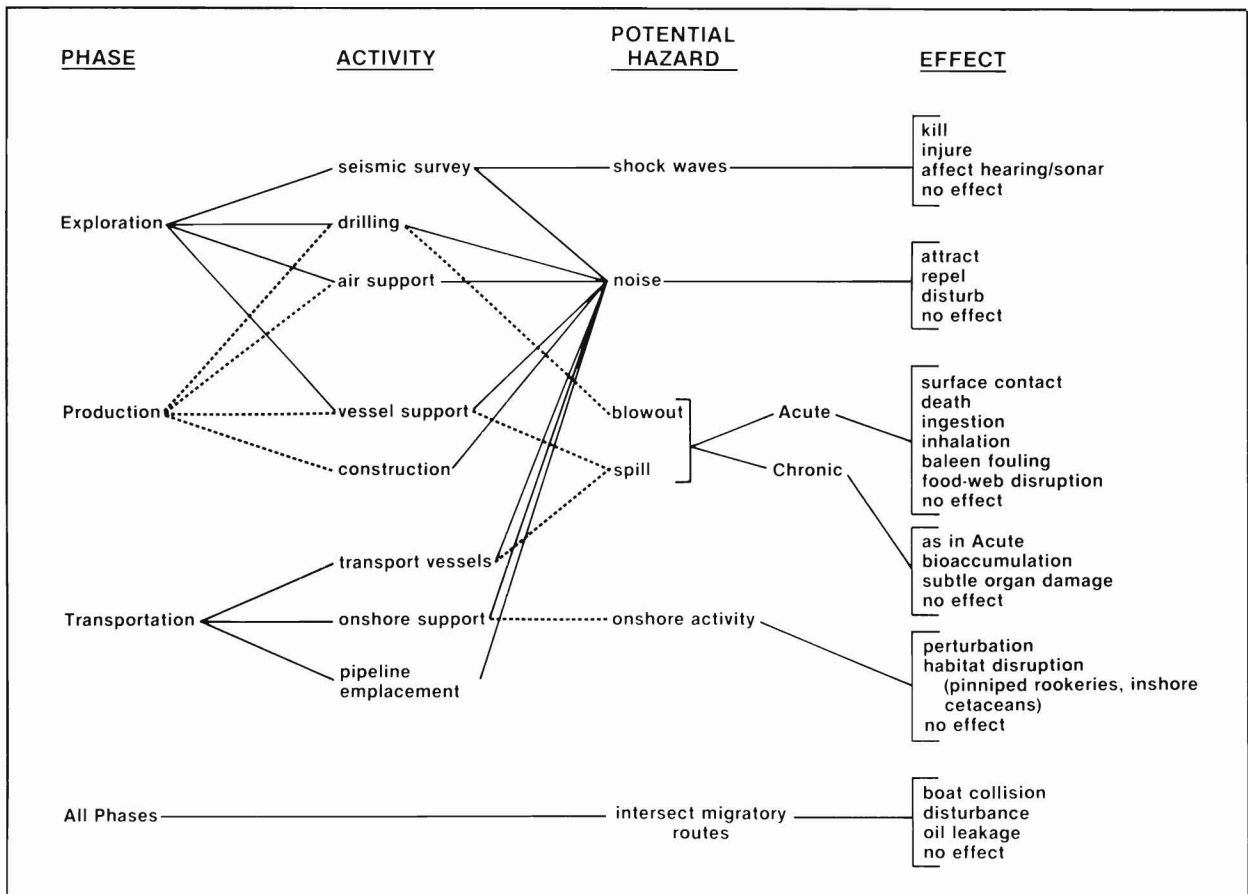 PHASE
ACTIVITY
POTENTIAL
HAZARD
EFFECT
Exploration
Production
Transportation
All Phases
seismic survey
drilling
air support
vessel support
construction
transport vessels
onshore support
pipeline
emplacement
shock waves
noise
blowout
spill
Acute
Chronic
onshore activity
intersect migratory
routes
kill
injure
affect hearing/sonar
no effect
attract
repel
disturb
no effect
surface contact
death
ingestion
inhalation
baleen fouling
food-web disruption
no effect
as in Acute
bioaccumulation
subtle organ damage
no effect
perturbation
habitat disruption
(pinniped rookeries, inshore
cetaceans)
no effect
boat collision
disturbance
oil leakage
no effect